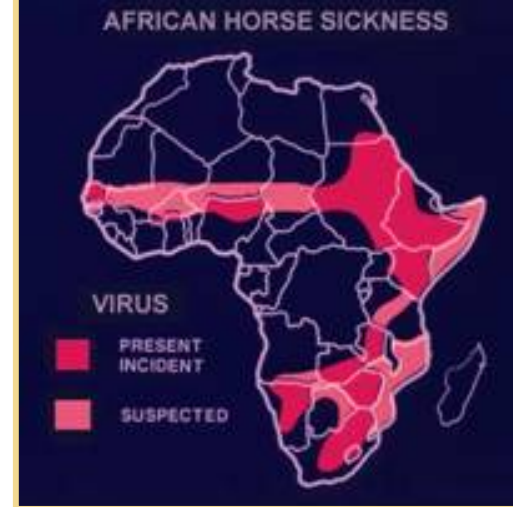 AFRICAN HORSE SICKNESS
VIRUS
PRESENT
INCIDENT
SUSPECTED